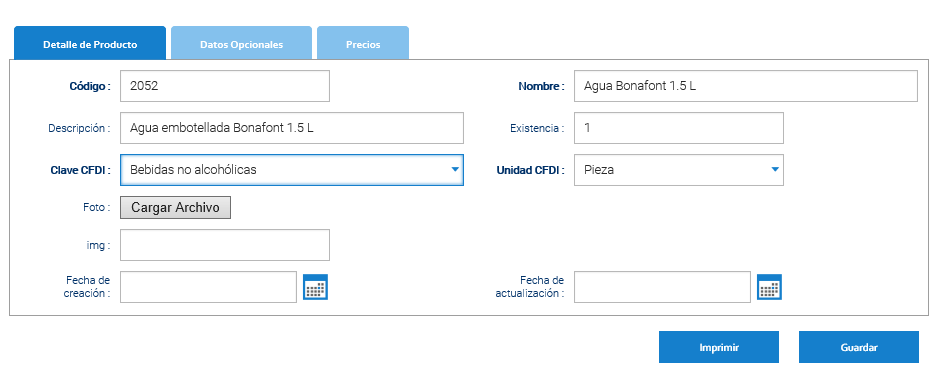 Detalle de Producto
Datos Opcionales
Precios
Código :
2052
Nombre :
Agua Bonafont 1.5 L
Descripción :
Agua embotellada Bonafont 1.5 L
Existencia :
1
Clave CFDI :
Bebidas no alcohólicas
Unidad CFDI :
Pieza
Foto :
Cargar Archivo
img :
Fecha de
creación :
Fecha de
actualización :
Imprimir
Guardar